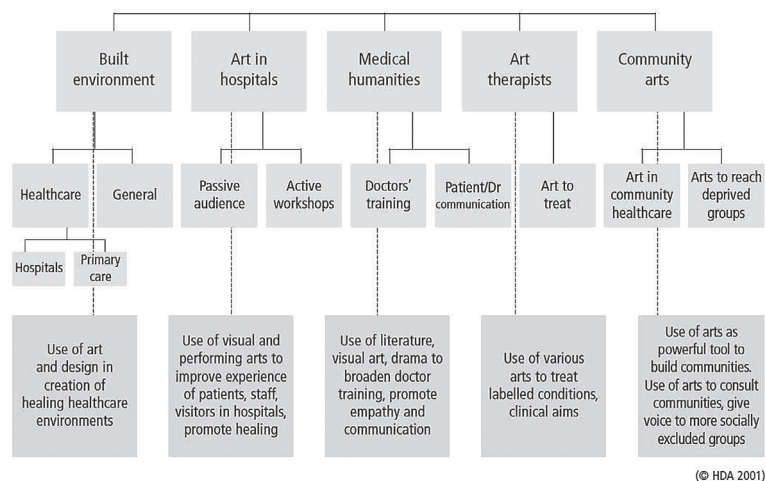 Built
environment
Art in
hospitals
Medical
humanities
Art
therapists
Community
arts
Healthcare
General
Passive
audience
Active
workshops
Doctors'
training
Patient/Dr
communication
Art to
treat
Art in
community
healthcare
Arts to reach
deprived
groups
Hospitals
Primary
care
Use of art
and design in
creation of
healing healthcare
environments
Use of visual and
performing arts to
improve experience
of patients, staff,
visitors in hospitals,
promote healing
Use of literature,
visual art, drama to
broaden doctor
training, promote
empathy and
communication
Use of various
arts to treat
labelled conditions,
clinical aims
Use of arts as
powerful tool to
build communities.
Use of arts to consult
communities, give
voice to more socially
excluded groups
(© HDA 2001)